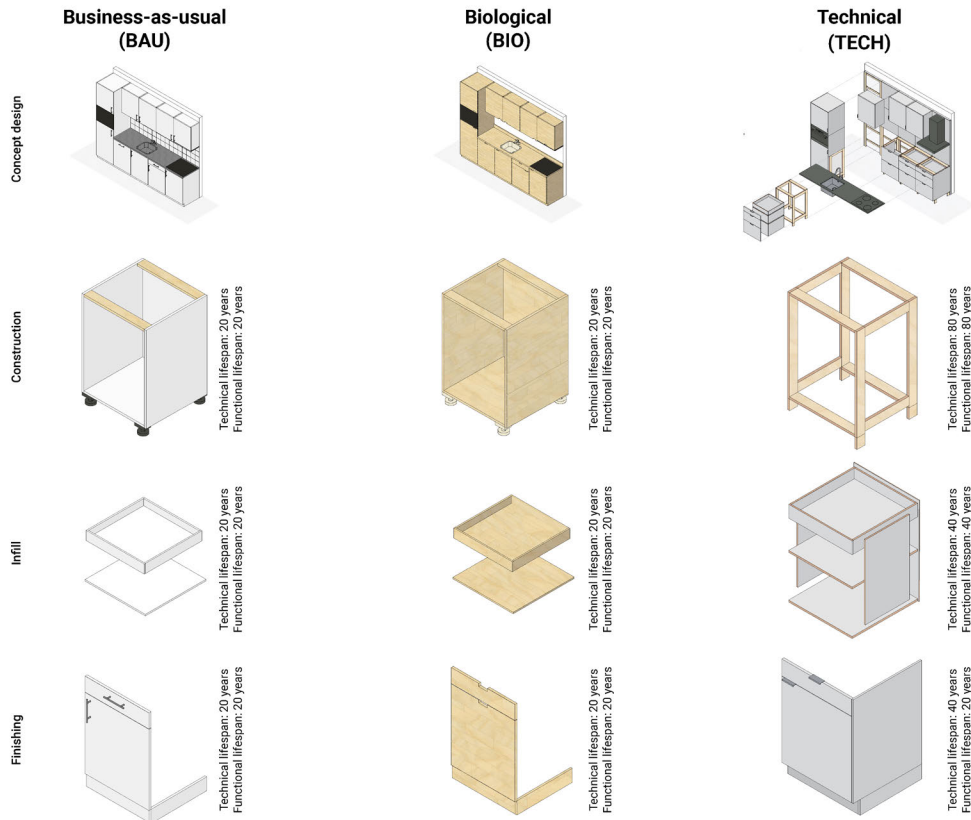 Business-as-usual
(BAU)
Biological
(BIO)
Technical
(TECH)
Concept design
Construction
Technical lifespan: 20 years
Functional lifespan: 20 years
Technical lifespan: 20 years
Functional lifespan: 20 years
Technical lifespan: 80 years
Functional lifespan: 80 years
Infill
Technical lifespan: 20 years
Functional lifespan: 20 years
Technical lifespan: 20 years
Functional lifespan: 20 years
Technical lifespan: 40 years
Functional lifespan: 40 years
Finishing
Technical lifespan: 20 years
Functional lifespan: 20 years
Technical lifespan: 20 years
Functional lifespan: 20 years
Technical lifespan: 40 years
Functional lifespan: 20 years